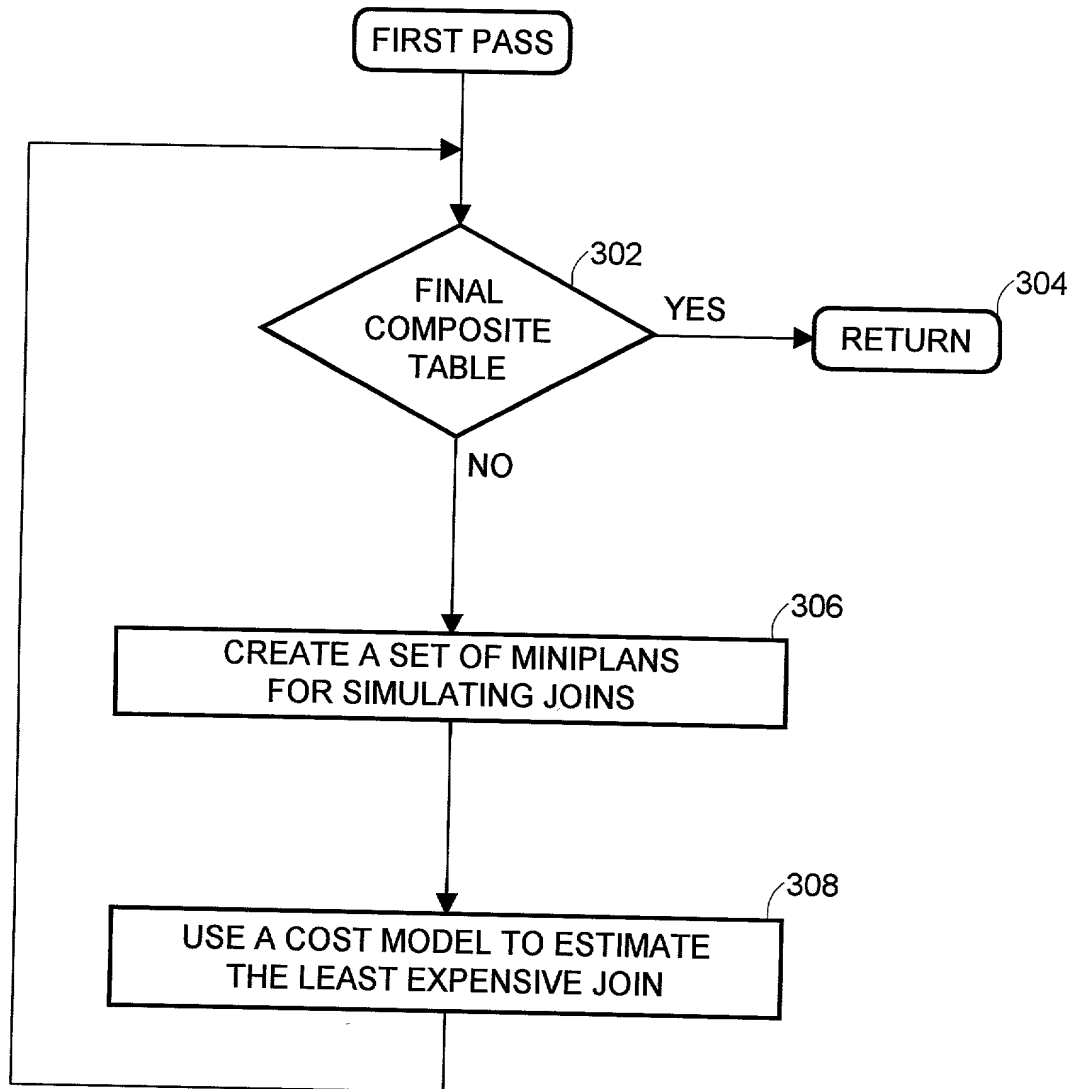 FIRST PASS
302
FINAL
COMPOSITE
TABLE
YES
304
RETURN
NO
306
CREATE A SET OF MINIPLANS
FOR SIMULATING JOINS
308
USE A COST MODEL TO ESTIMATE
THE LEAST EXPENSIVE JOIN